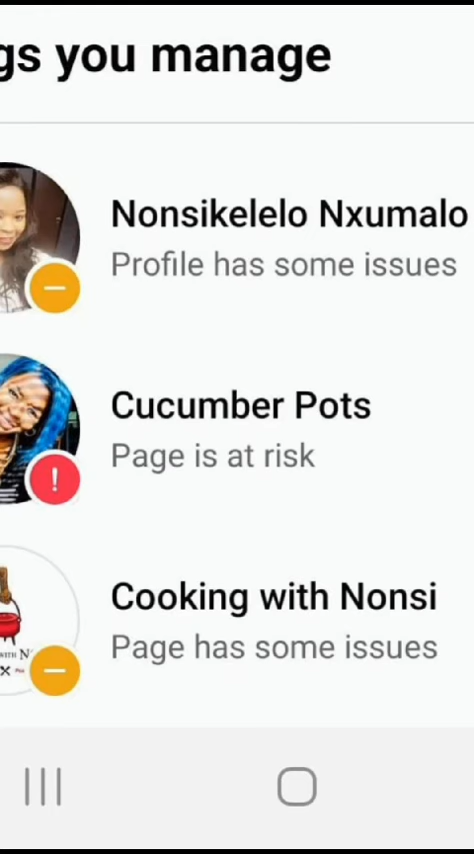 gs you manage
Nonsikelelo Nxumalo
Profile has some issues
Cucumber Pots
Page is at risk
!
Cooking with Nonsi
Page has some issues